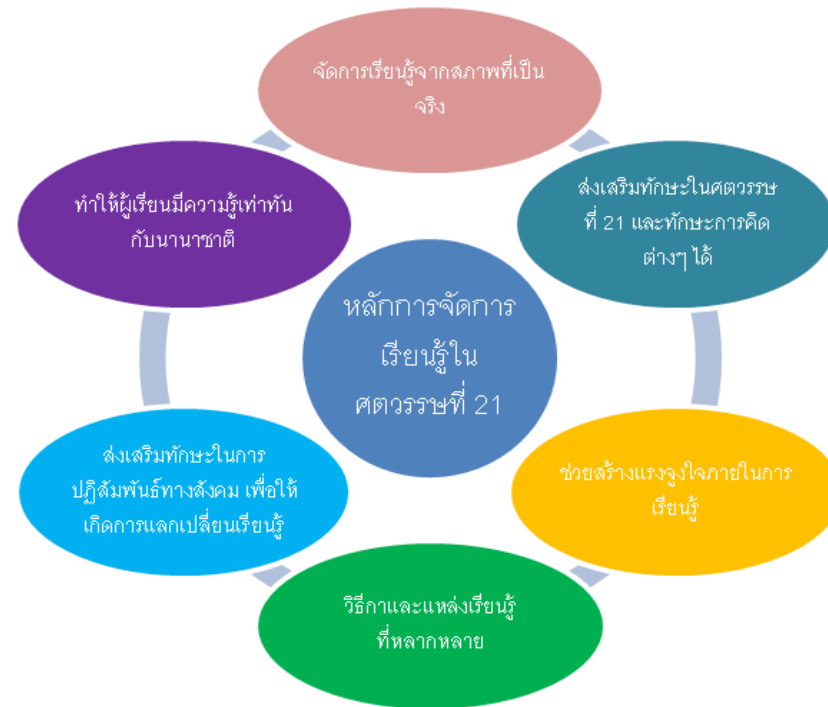 จัดการเรียนรู้จากสภาพที่เป็น
จริง
ส่งเสริมทักษะในศตวรรษ
ที่ 21 และทักษะการคิด
ต่างๆ ได้
ช่วยสร้างแรงจูงใจภายในการ
เรียนรู้
วิธีกาและแหล่งเรียนรู้
ที่หลากหลาย
ส่งเสริมทักษะในการ
ปฏิสัมพันธ์ทางสังคม เพื่อให้
เกิดการแลกเปลี่ยนเรียนรู้
ทำให้ผู้เรียนมีความรู้เท่าทัน
กับนานาชาติ
หลักการจัดการ
เรียนรู้ใน
ศตวรรษที่ 21